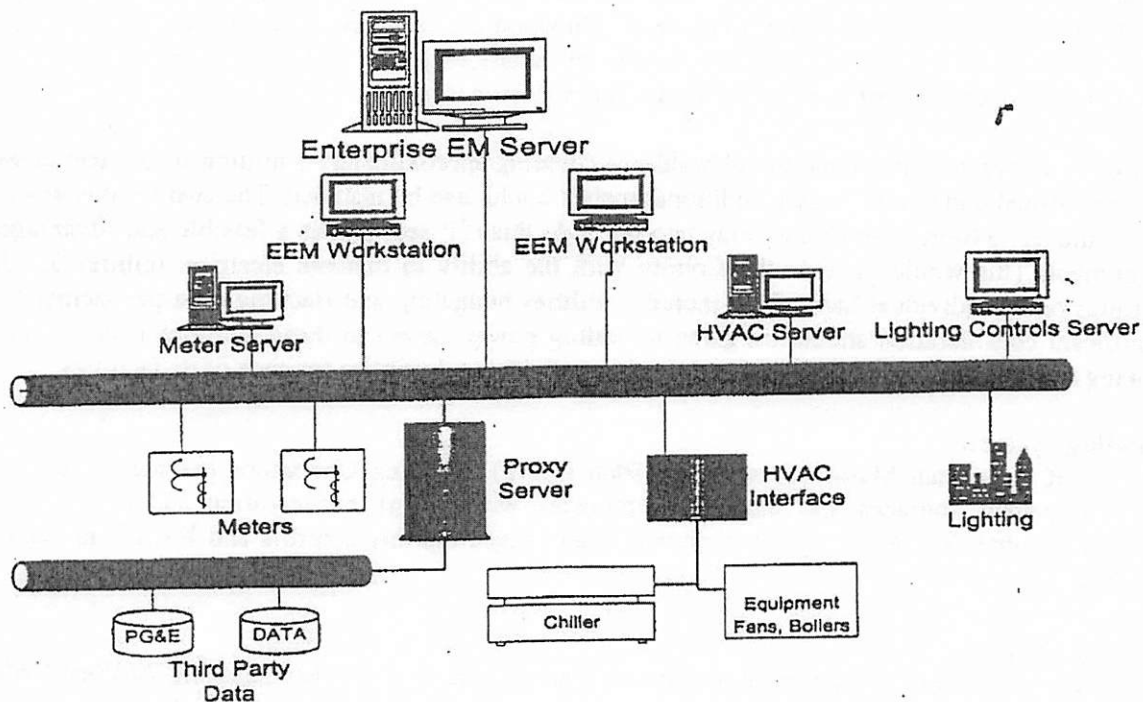 Enterprise EM Server
EEM Workstation
EEM Workstation
Meter Server
HVAC Server
Lighting Controls Server
Meters
Proxy
Server
HVAC
Interface
Lighting
Chiller
Equipment
Fans, Boilers
PG&E
DATA
Third Party
Data